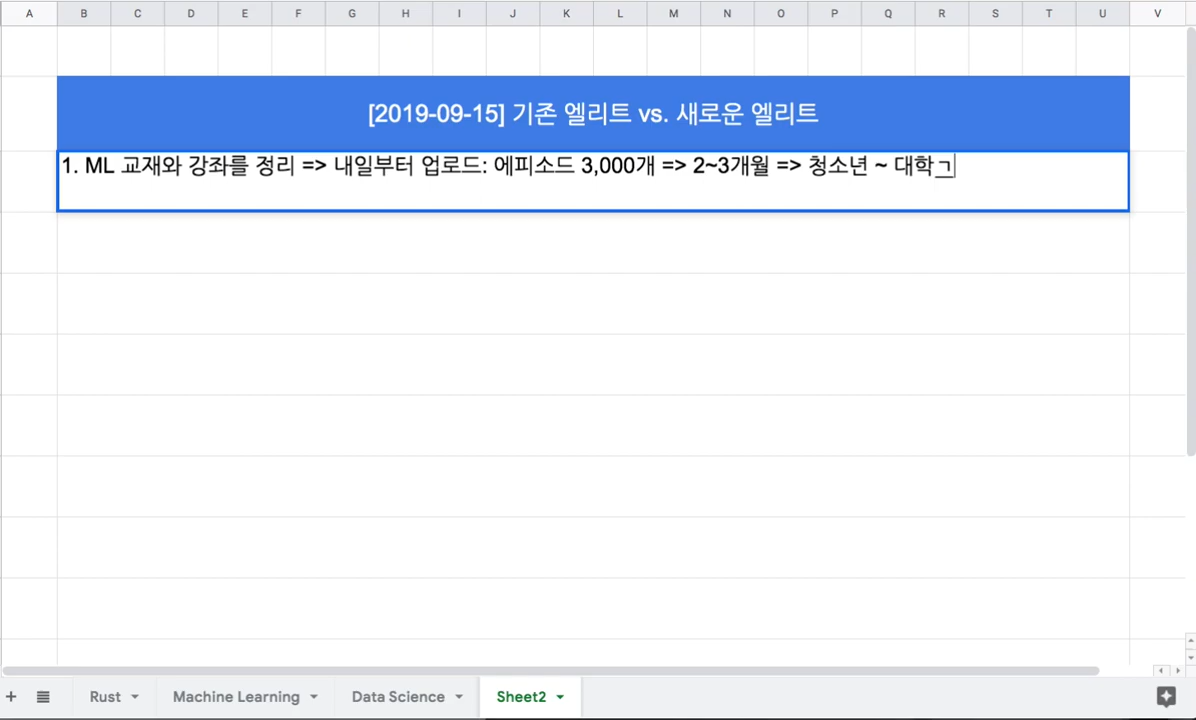 A B C D E F G H I J K L M N O P Q R S T U V
[2019-09-15] 기존 엘리트 vs. 새로운 엘리트
1. ML 교재와 강좌를 정리 => 내일부터 업로드: 에피소드 3,000개 => 2~3개월 => 청소년 ~ 대학ㄱ
Rust Machine Learning Data Science Sheet2